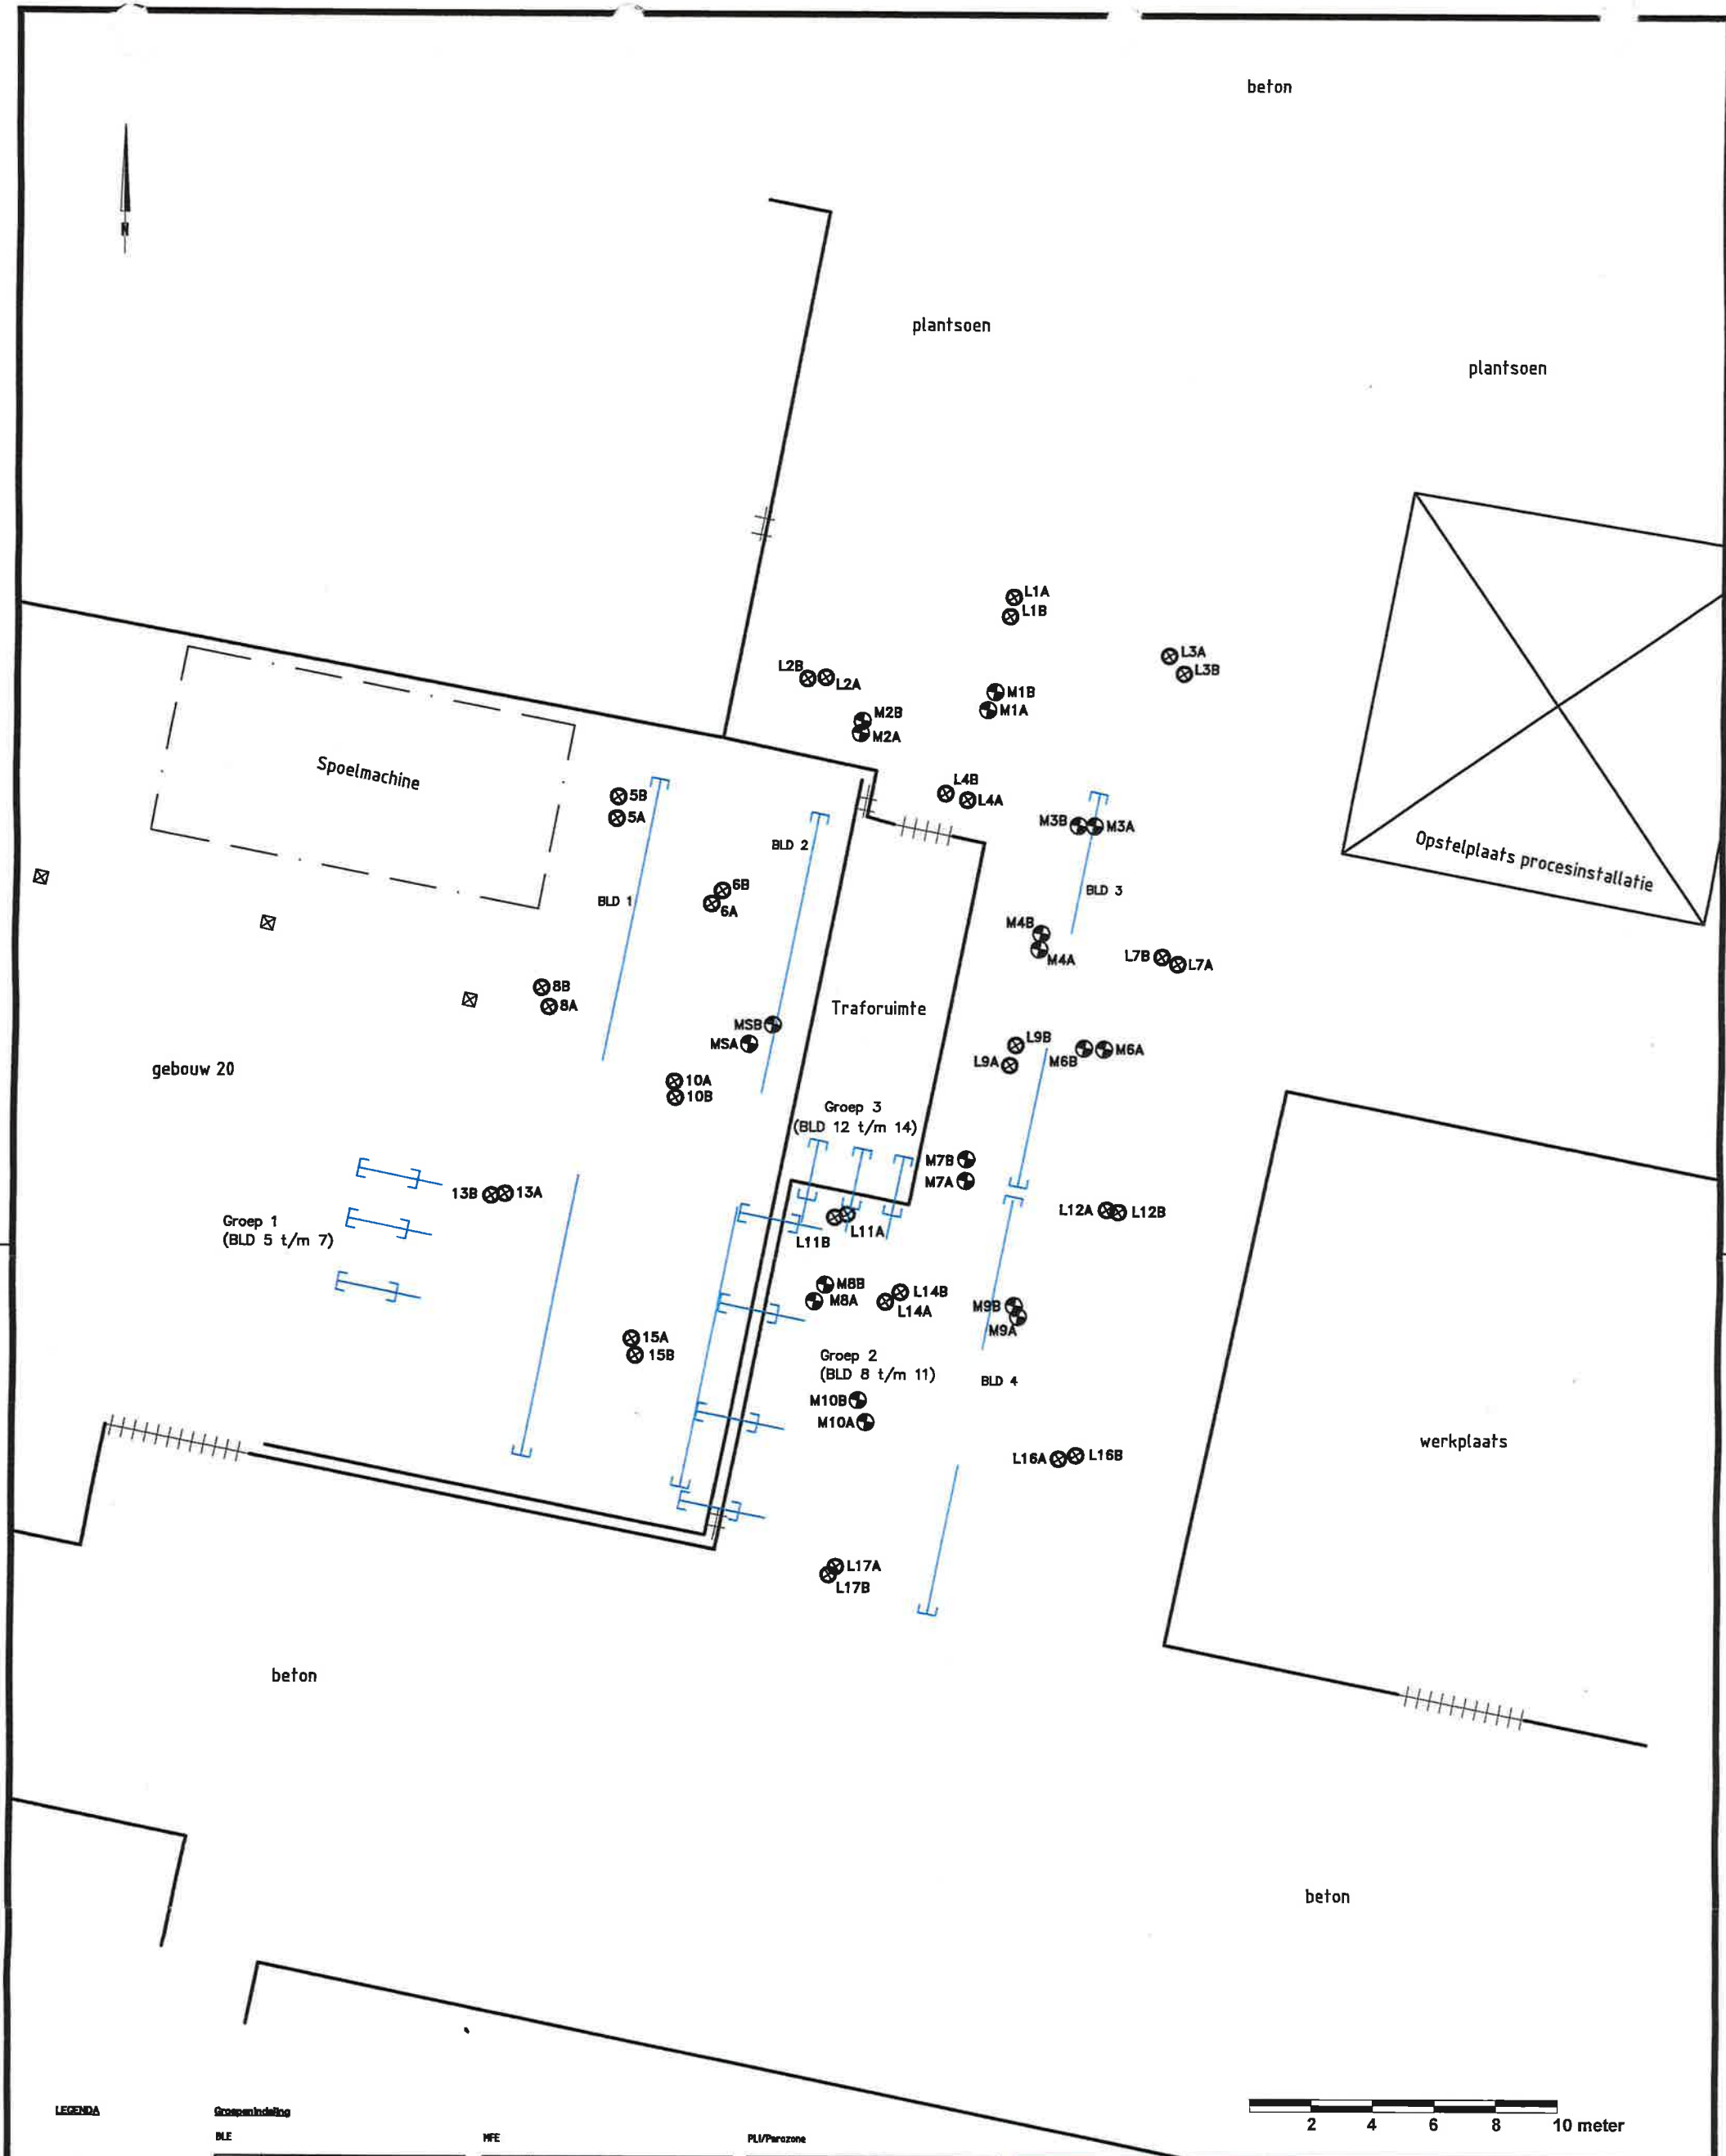 beton
N
plantsoen
plantsoen
L1A
L1B
L3A
L3B
L2B
L2A
M1B
M1A
M2B
M2A
Spoelmachine
5B
5A
L4B
L4A
M3B
M3A
BLD 2
Opstelplaats procesinstallatie
6B
6A
BLD 1
BLD 3
M4B
M4A
L7B
L7A
8B
8A
Traforuimte
MSB
MSA
L9B
L9A
M6B
M6A
gebouw 20
10A
10B
Groep 3
(BLD 12 t/m 14)
M7B
M7A
13B
13A
L12A
L12B
Groep 1
(BLD 5 t/m 7)
L11A
L11B
M8B
M8A
L14B
L14A
M9B
M9A
15A
15B
Groep 2
(BLD 8 t/m 11)
BLD 4
M10B
M10A
werkplaats
L16A
L16B
L17A
L17B
beton
beton
LEGENDA
Groepenindeling
BLE
MFE
PLI/Parozone
2 4 6 8 10 meter